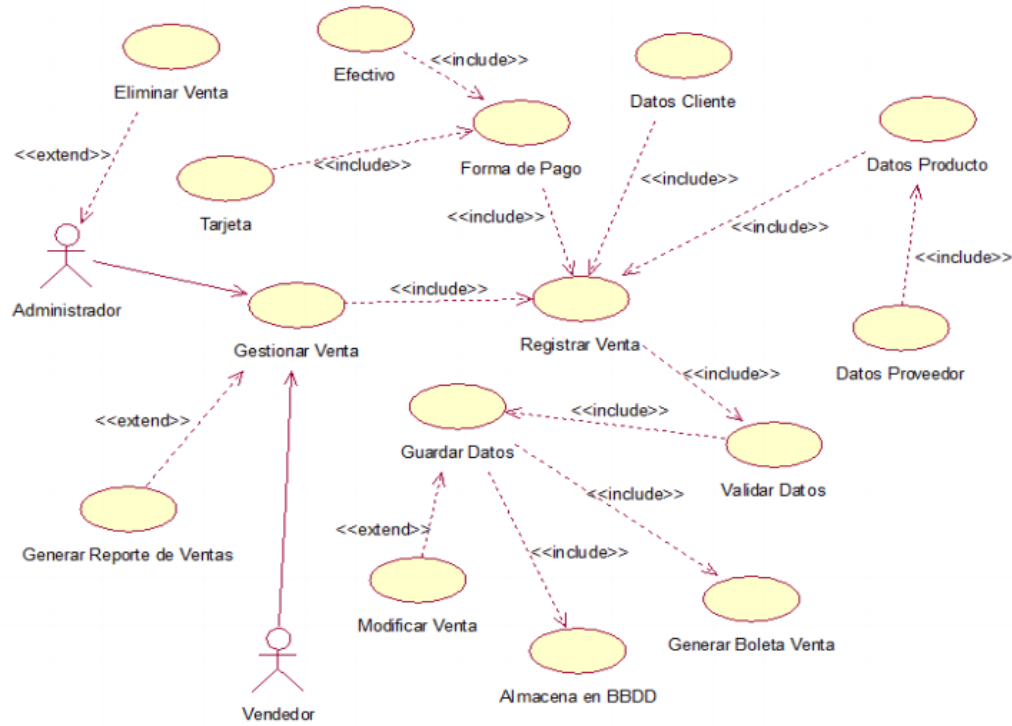 <<include>>
Efectivo
Eliminar Venta
Datos Cliente
<<extend>>
<<include>>
Forma de Pago
Datos Producto
<<include>>
Tarjeta
<<include>>
<<include>>
<<include>>
Administrador
<<include>>
Gestionar Venta
Registrar Venta
Datos Proveedor
<<include>>
<<extend>>
<<include>>
Guardar Datos
Validar Datos
<<include>>
<<extend>>
<<include>>
Generar Reporte de Ventas
Modificar Venta
Generar Boleta Venta
Almacena en BBDD
Vendedor